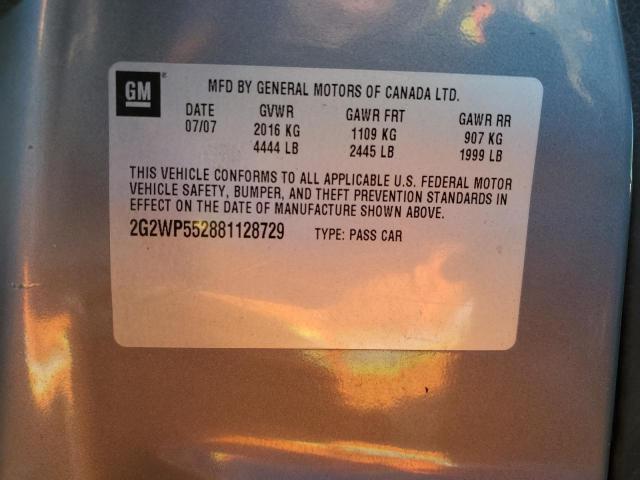 GM ®
MFD BY GENERAL MOTORS OF CANADA LTD.
DATE GVWR GAWR FRT GAWR RR
07/07 2016 KG 1109 KG 907 KG
4444 LB 2445 LB 1999 LB
THIS VEHICLE CONFORMS TO ALL APPLICABLE U.S. FEDERAL MOTOR
VEHICLE SAFETY, BUMPER, AND THEFT PREVENTION STANDARDS IN
EFFECT ON THE DATE OF MANUFACTURE SHOWN ABOVE.
2G2WP552881128729 TYPE: PASS CAR